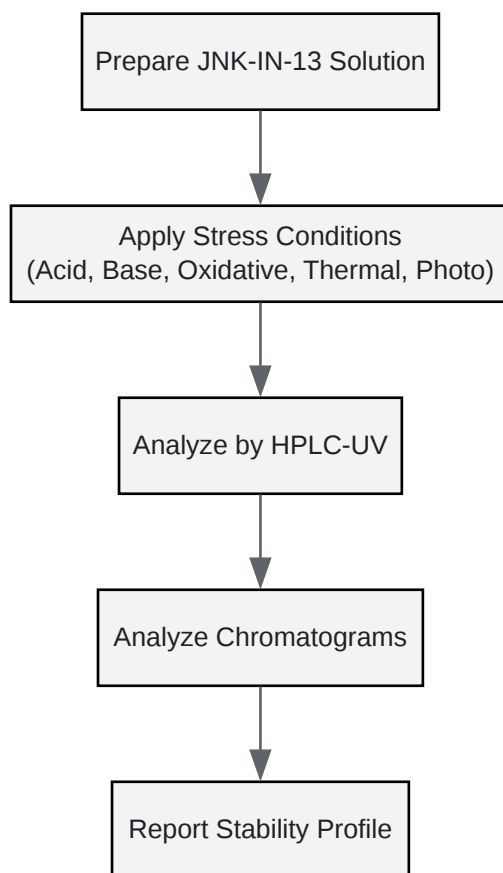 Prepare JNK-IN-13 Solution
Apply Stress Conditions
(Acid, Base, Oxidative, Thermal, Photo)
Analyze by HPLC-UV
Analyze Chromatograms
Report Stability Profile